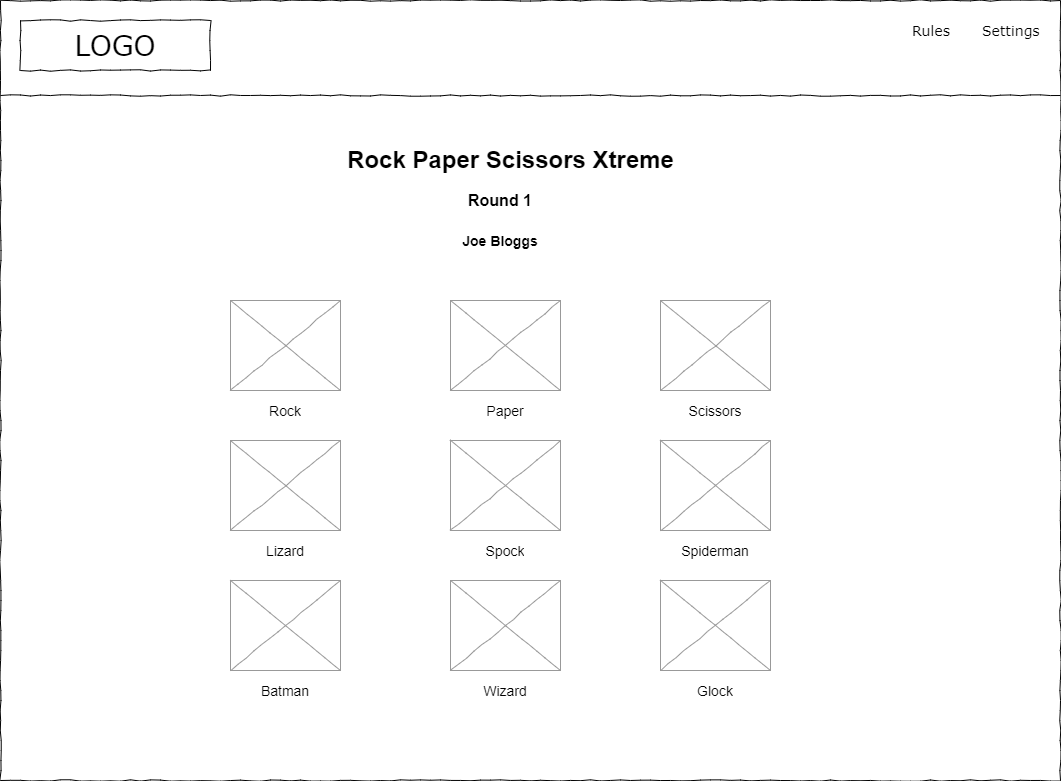 LOGO
Rules Settings
Rock Paper Scissors Xtreme
Round 1
Joe Bloggs
Rock Paper Scissors
Lizard Spock Spiderman
Batman Wizard Glock